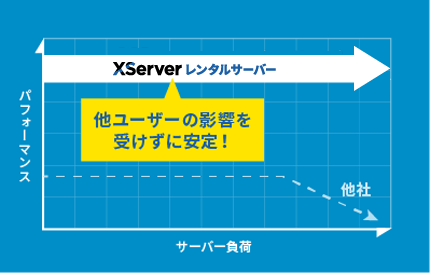 XServer レンタルサーバー
他ユーザーの影響を
受けずに安定！
パフォーマンス
他社
サーバー負荷